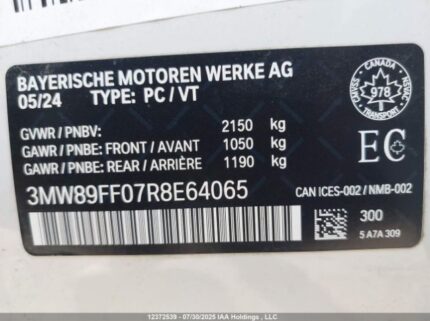 BAYERISCHE MOTOREN WERKE AG
05/24 TYPE: PC / VT
GVWR / PNBV: 2150 kg
GAWR / PNBE: FRONT / AVANT 1050 kg
GAWR / PNBE: REAR / ARRIÈRE 1190 kg
CANADA
CMVSS NSVAC
978
TRANSPORT
EC
3MW89FF07R8E64065
CAN ICES-002 / NMB-002
300
5 A7A 309
12372539 - 07/30/2025 IAA Holdings, LLC